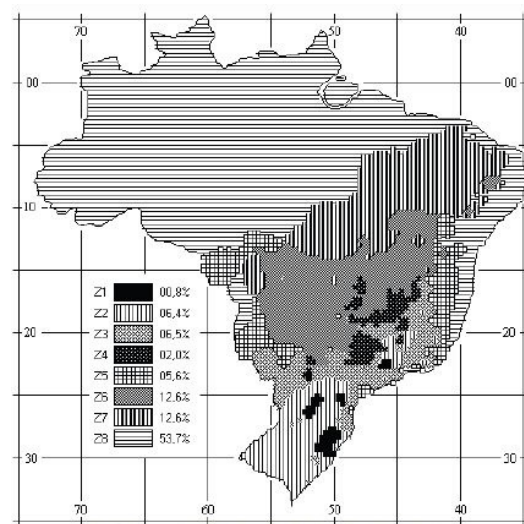 70 50 40
00 00
10 10
Z1 00,8%
Z2 06,4%
Z3 06,5%
20 20
Z4 02,0%
Z5 05,6%
Z6 12.6%
Z7 12.6%
Z8 53.7%
30 30
70 60 50 40